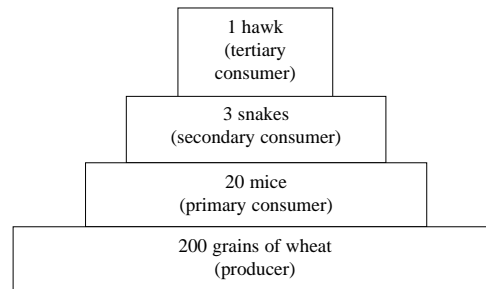 1 hawk
(tertiary
consumer)
3 snakes
(secondary consumer)
20 mice
(primary consumer)
200 grains of wheat
(producer)